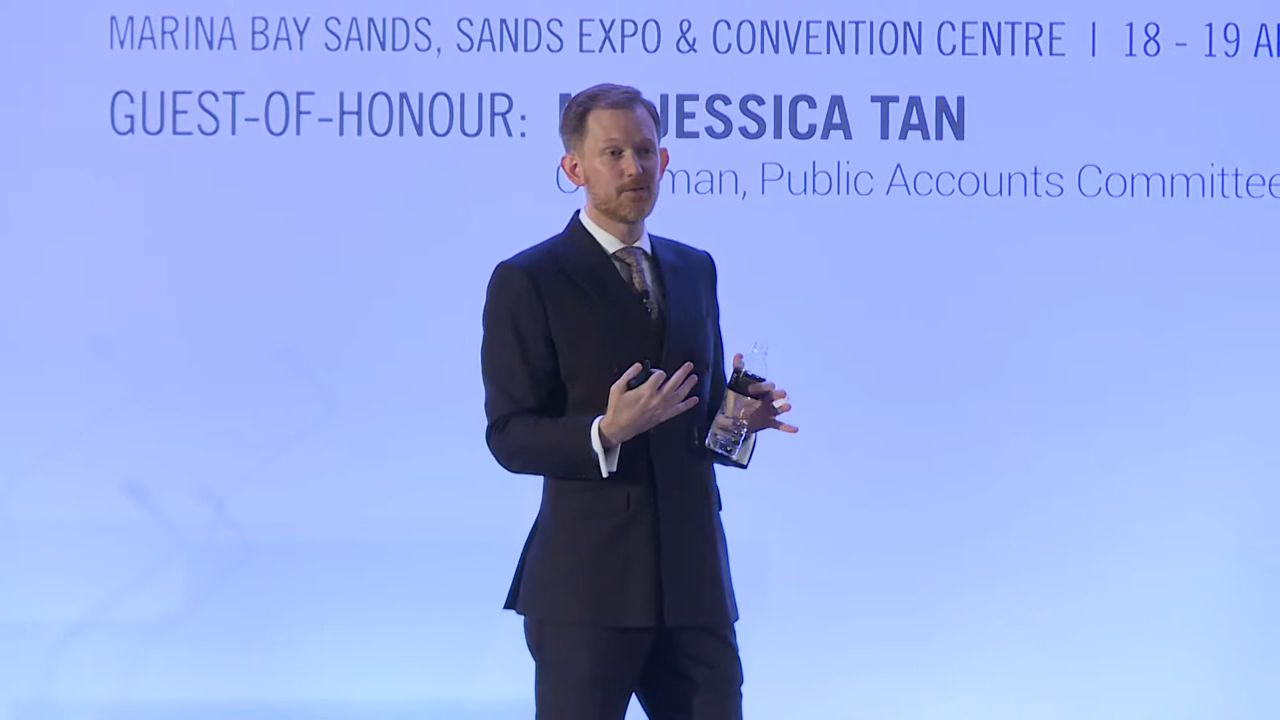 MARINA BAY SANDS, SANDS EXPO & CONVENTION CENTRE | 18 - 19
GUEST-OF-HONOUR: JESSICA TAN
Public Accounts Committee